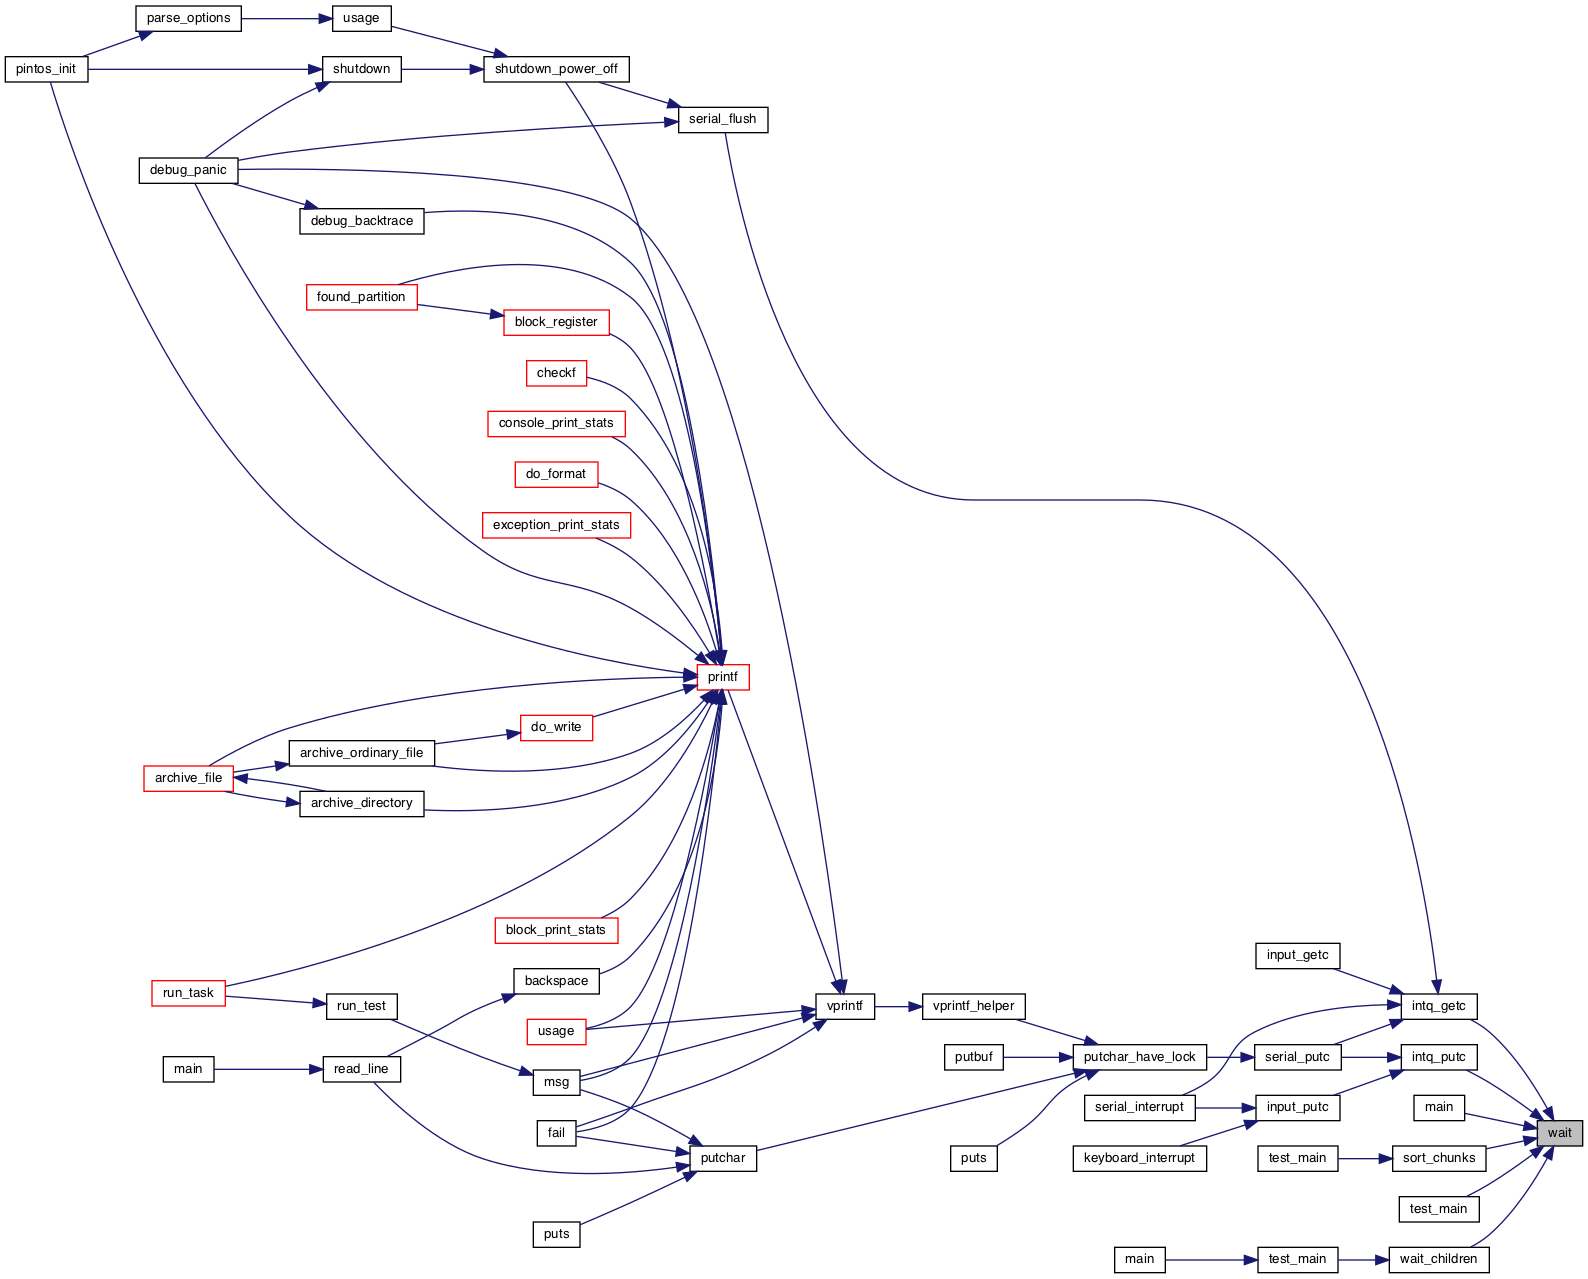 parse_options
usage
pintos_init
shutdown
shutdown_power_off
serial_flush
debug_panic
debug_backtrace
found_partition
block_register
checkf
console_print_stats
do_format
exception_print_stats
printf
do_write
archive_ordinary_file
archive_file
archive_directory
block_print_stats
backspace
run_task
run_test
usage
vprintf
vprintf_helper
input_getc
intq_getc
main
read_line
msg
putbuf
putchar_have_lock
serial_putc
intq_putc
serial_interrupt
input_putc
main
fail
wait
putchar
puts
keyboard_interrupt
test_main
sort_chunks
test_main
puts
main
test_main
wait_children